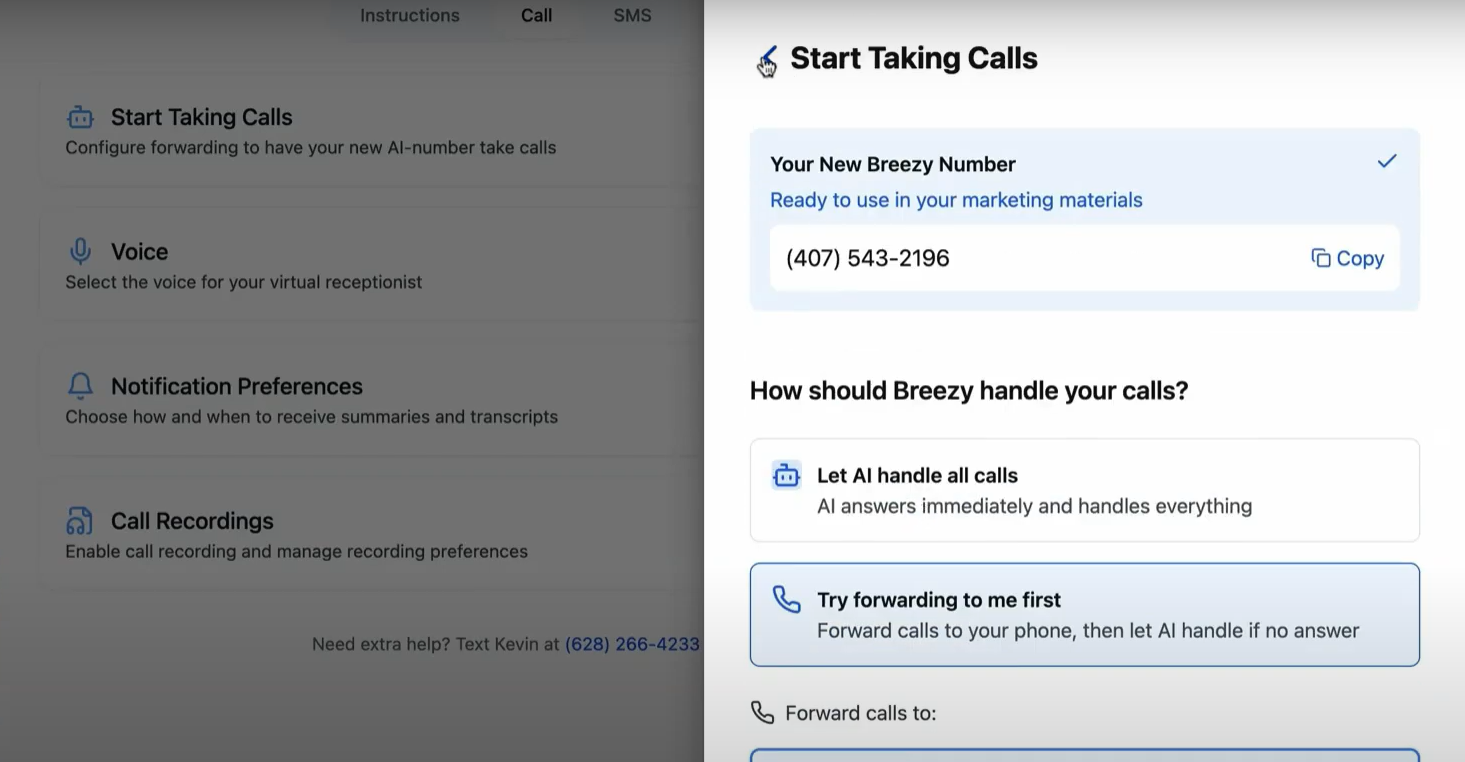 Instructions
Call
SMS
Start Taking Calls
Configure forwarding to have your new AI-number take calls
Voice
Select the voice for your virtual receptionist
Notification Preferences
Choose how and when to receive summaries and transcripts
Call Recordings
Enable call recording and manage recording preferences
Need extra help? Text Kevin at (628) 266-4233
Start Taking Calls
Your New Breezy Number
Ready to use in your marketing materials
(407) 543-2196
Copy
How should Breezy handle your calls?
Let AI handle all calls
AI answers immediately and handles everything
Try forwarding to me first
Forward calls to your phone, then let AI handle if no answer
Forward calls to: